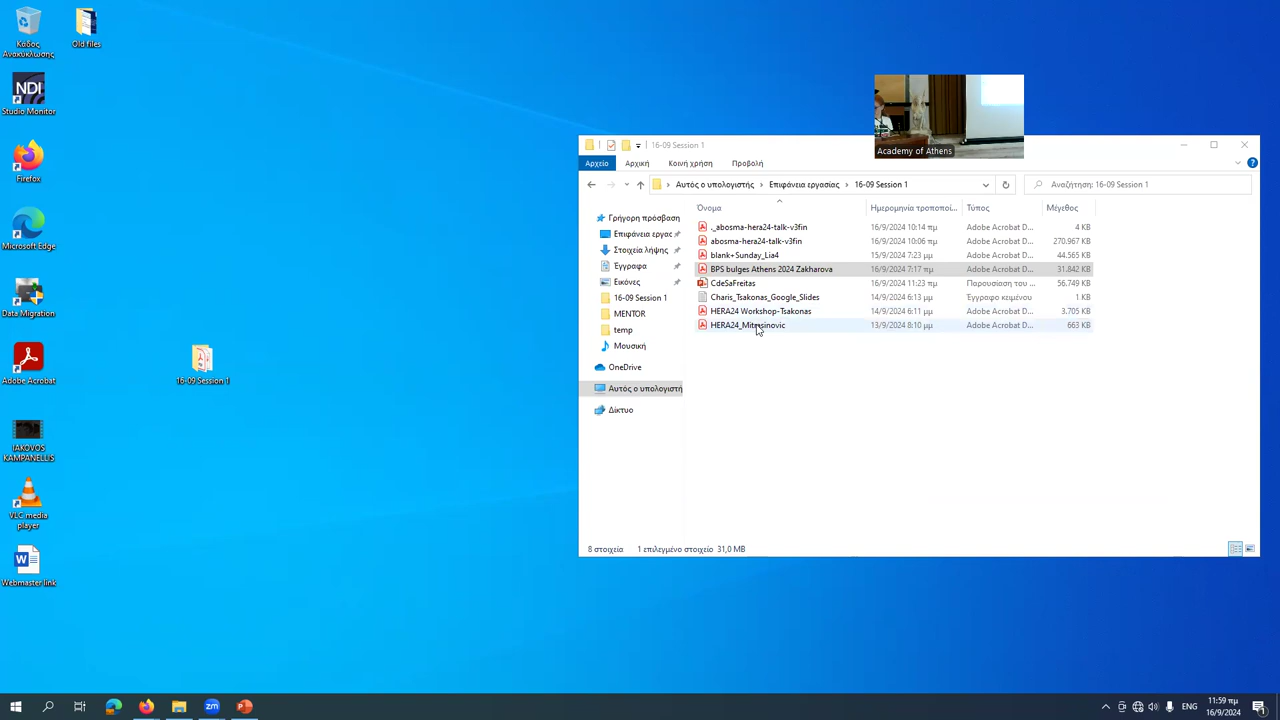 Κάδος
Ανακύκλωσης
Old files
NDI
Studio Monitor
Firefox
Microsoft Edge
Data Migration
Adobe Acrobat
16-09 Session 1
IAKOVOS
KAMPANELLIS
VLC media
player
Webmaster link
Academy of Athens
16-09 Session 1
Αρχείο
Αρχική
Κοινή χρήση
Προβολή
Αυτός ο υπολογιστής > Επιφάνεια εργασίας > 16-09 Session 1
Αναζήτηση: 16-09 Session 1
Όνομα
Ημερομηνία τροποποί...
Τύπος
Μέγεθος
._abosma-hera24-talk-v3fin 16/9/2024 10:14 πμ Adobe Acrobat D... 4 KB
abosma-hera24-talk-v3fin 16/9/2024 10:06 πμ Adobe Acrobat D... 270.967 KB
blank+Sunday_Lia4 15/9/2024 7:23 μμ Adobe Acrobat D... 44.565 KB
BPS bulges Athens 2024 Zakharova 16/9/2024 7:17 πμ Adobe Acrobat D... 31.842 KB
CdeSaFreitas 16/9/2024 11:23 πμ Παρουσίαση του ... 56.749 KB
Charis_Tsakonas_Google_Slides 14/9/2024 6:13 μμ Έγγραφο κειμένου 1 KB
HERA24 Workshop-Tsakonas 14/9/2024 6:11 μμ Adobe Acrobat D... 3.705 KB
HERA24_Mitrasinovic 13/9/2024 8:10 μμ Adobe Acrobat D... 663 KB
Γρήγορη πρόσβαση
Επιφάνεια εργας
Στοιχεία λήψης
Έγγραφα
Εικόνες
16-09 Session 1
MENTOR
temp
Μουσική
OneDrive
Αυτός ο υπολογιστή
Δίκτυο
8 στοιχεία 1 επιλεγμένο στοιχείο 31,0 MB
zm
ENG
11:59 πμ
16/9/2024